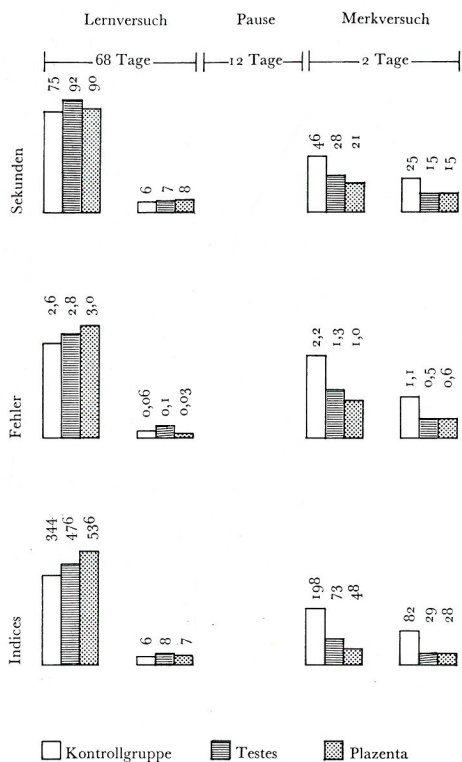 Lernversuch Pause Merkversuch
68 Tage 12 Tage 2 Tage
Sekunden
75 92 90
6 7 8
46 28 21
25 15 15
Fehler
2,6 2,8 3,0
0,06 0,1 0,03
2,2 1,3 1,0
1,1 0,5 0,6
Indices
344 476 536
6 8 7
198 73 48
82 29 28
Kontrollgruppe Testes Plazenta